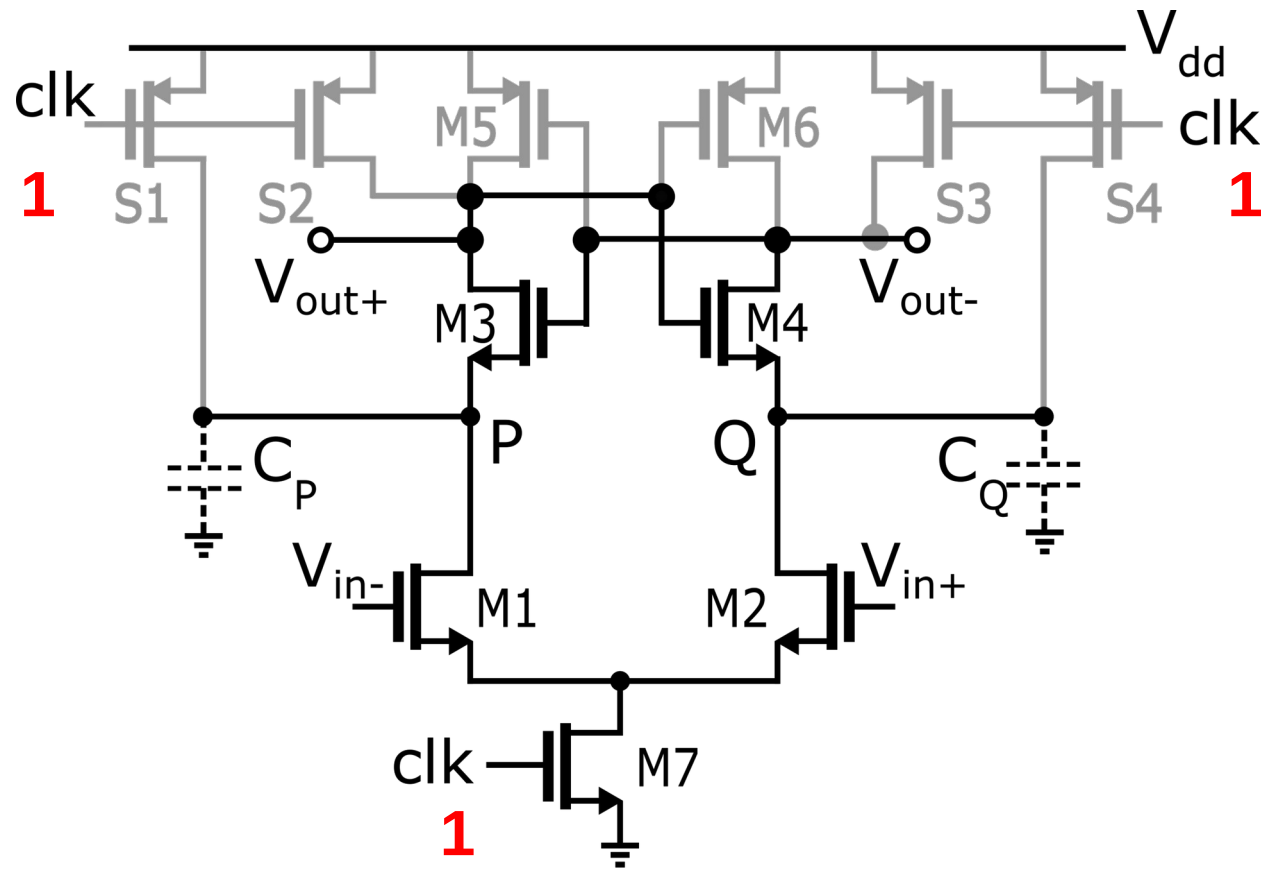 Vdd
clk
clk
M5
M6
1
1
S1
S2
S3
S4
Vout+
Vout-
M3
M4
P
Q
CP
CQ
Vin-
Vin+
M1
M2
clk
M7
1